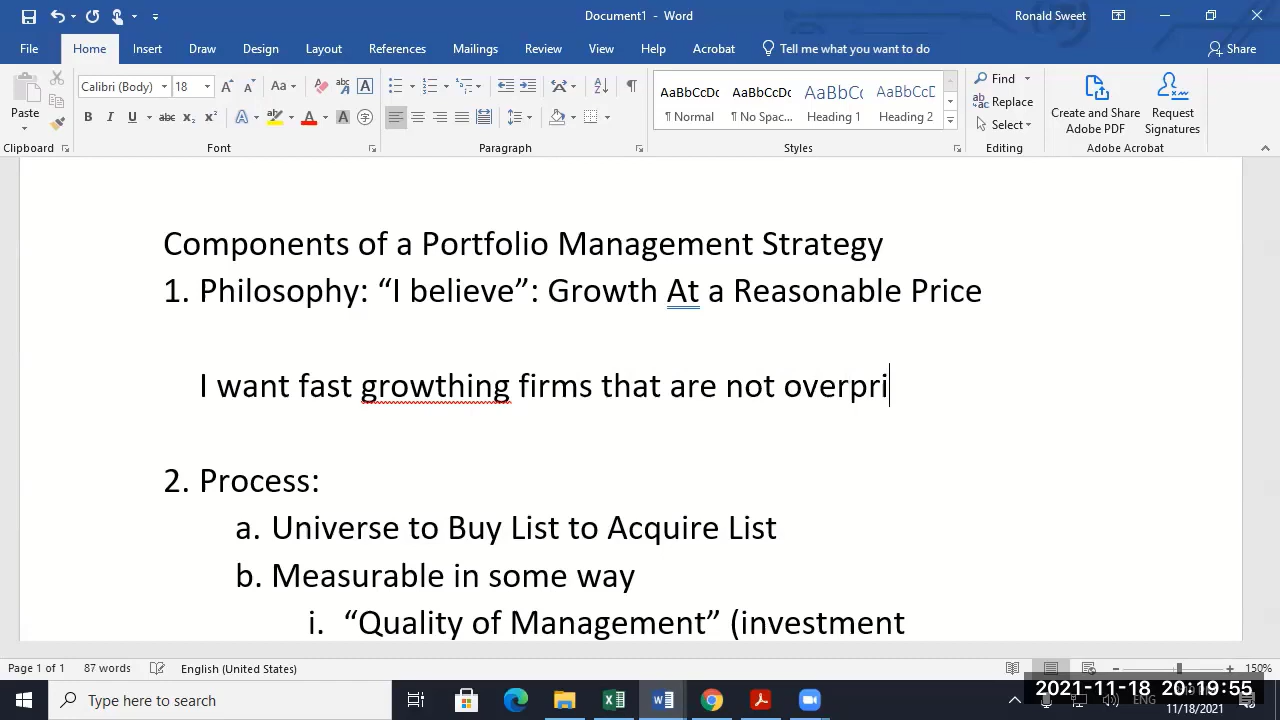 Document1 - Word
Ronald Sweet
File Home Insert Draw Design Layout References Mailings Review View Help Acrobat Tell me what you want to do Share
Paste
Calibri (Body) 18
Aa
B I U abc X₂ X²
AaBbCcDc AaBbCcDc AaBbCc AaBbCcD
¶ Normal ¶ No Spac... Heading 1 Heading 2
Find
Replace
Select
Create and Share Adobe PDF
Request Signatures
Clipboard Font Paragraph Styles Editing Adobe Acrobat
Components of a Portfolio Management Strategy
1. Philosophy: “I believe”: Growth At a Reasonable Price
I want fast growthing firms that are not overpri
2. Process:
a. Universe to Buy List to Acquire List
b. Measurable in some way
i. “Quality of Management” (investment
Page 1 of 1 87 words English (United States) 150%
Type here to search
2021-11-18 20:19:55
ENG
11/18/2021